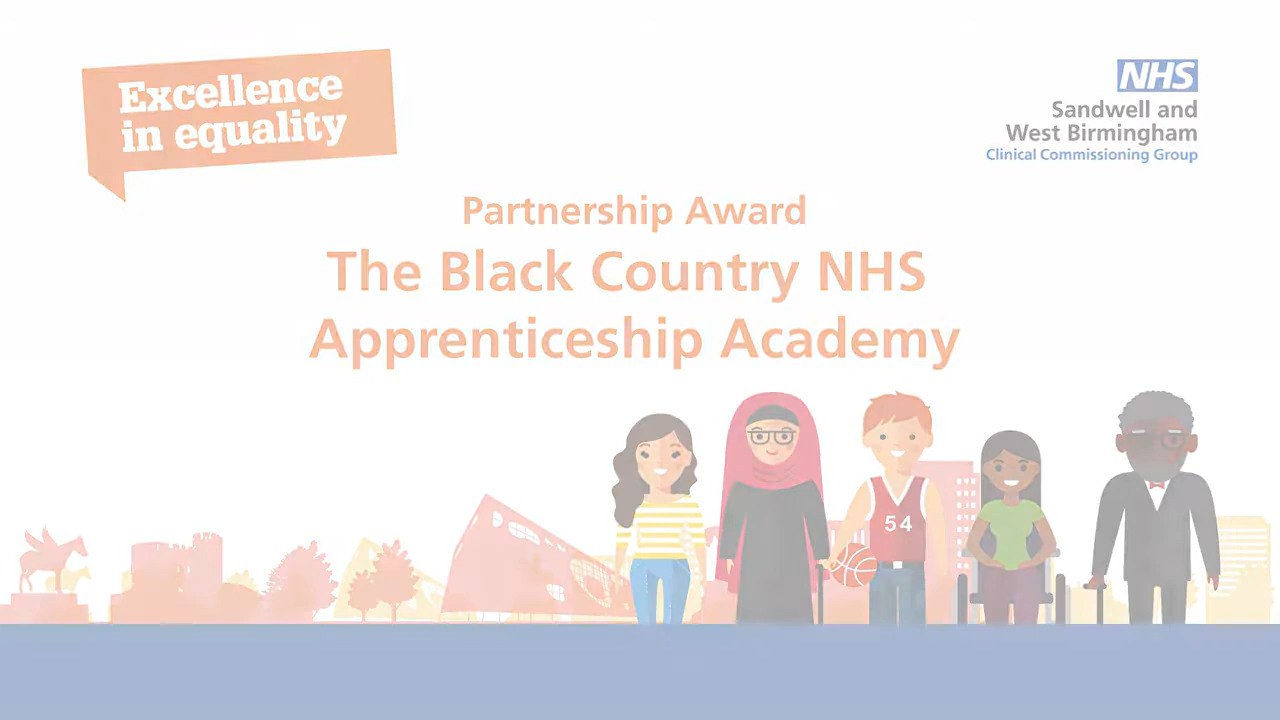 Excellence
in equality
NHS
Sandwell and
West Birmingham
Clinical Commissioning Group
Partnership Award
The Black Country NHS
Apprenticeship Academy
54